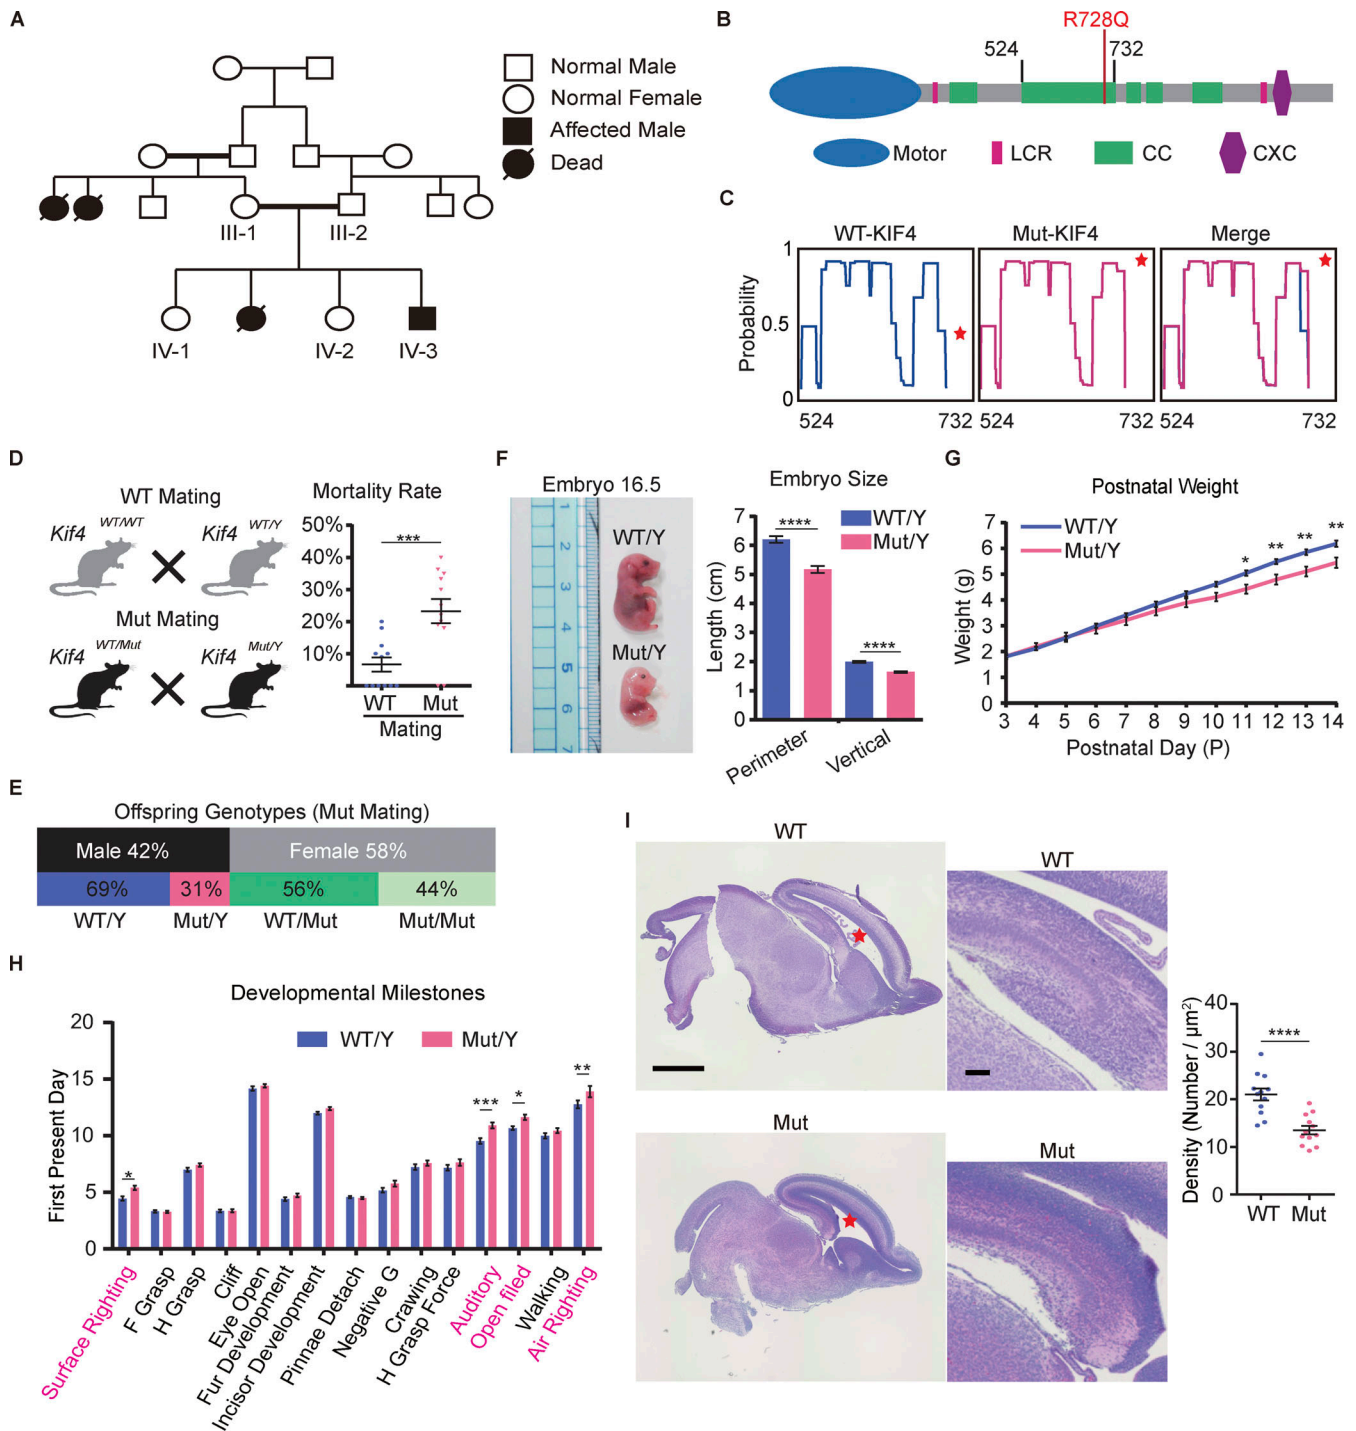 A
Normal Male
Normal Female
Affected Male
Dead
III-1
III-2
IV-1
IV-2
IV-3
B
R728Q
524
732
Motor
LCR
CC
CXC
C
WT-KIF4
Mut-KIF4
Merge
Probability
1
0.5
0
524
732
524
732
524
732
D
WT Mating
Kif4 WT/WT
Kif4 WT/Y
Mut Mating
Kif4 WT/Mut
Kif4 Mut/Y
Mortality Rate
50%
40%
30%
20%
10%
***
WT
Mut
Mating
E
Offspring Genotypes (Mut Mating)
Male 42%
Female 58%
69%
31%
56%
44%
WT/Y
Mut/Y
WT/Mut
Mut/Mut
F
Embryo 16.5
1
2
3
4
5
6
7
WT/Y
Mut/Y
Embryo Size
WT/Y
Mut/Y
Length (cm)
7
6
5
4
3
2
1
0
****
****
Perimeter
Vertical
G
Postnatal Weight
WT/Y
Mut/Y
Weight (g)
7
6
5
4
3
2
1
0
*
**
**
**
3 4 5 6 7 8 9 10 11 12 13 14
Postnatal Day (P)
H
Developmental Milestones
WT/Y
Mut/Y
First Present Day
20
15
10
5
0
*
***
*
**
Surface Righting
F Grasp
H Grasp
Cliff
Eye Open
Fur Development
Incisor Development
Pinnae Detach
Negative G
Crawing
H Grasp Force
Auditory
Open filed
Walking
Air Righting
I
WT
WT
Mut
Mut
Density (Number / µm²)
40
30
20
10
0
****
WT
Mut